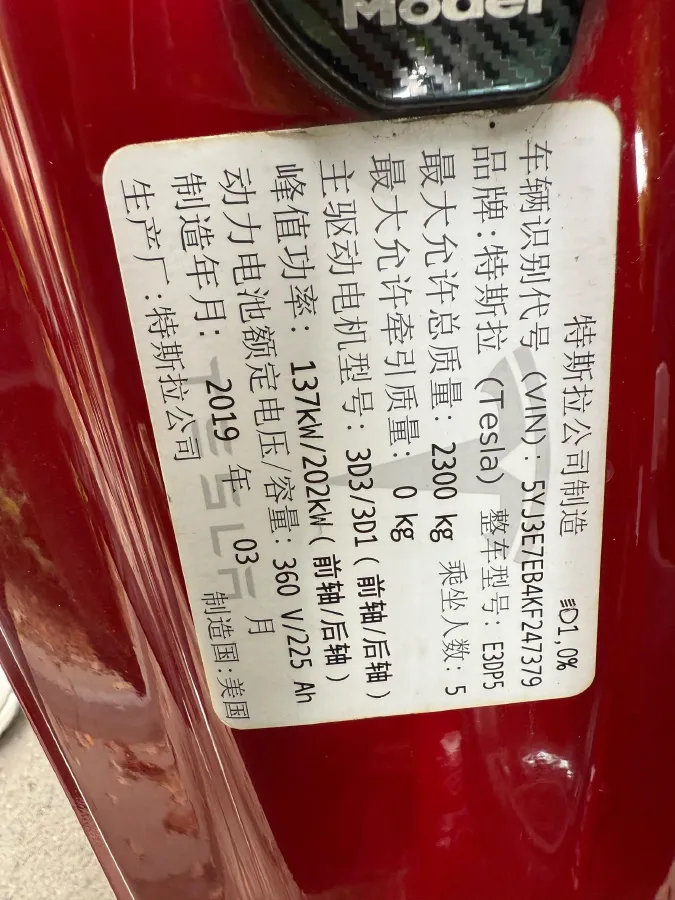 Model
特斯拉公司制造
1,0%
车辆识别代号 (VIN): 5YJ3E7EB4KF247379
品牌: 特斯拉 (Tesla) 整车型号: E3DP5
最大允许总质量: 2300 kg 乘坐人数: 5
最大允许牵引质量: 0 kg
主驱动电机型号: 3D3/3D1 (前轴/后轴)
峰值功率: 137kW/202kW (前轴/后轴)
动力电池额定电压/容量: 360 V/225 Ah
制造年月: 2019 年 03 月
生产厂: 特斯拉公司 制造国: 美国
TESLA